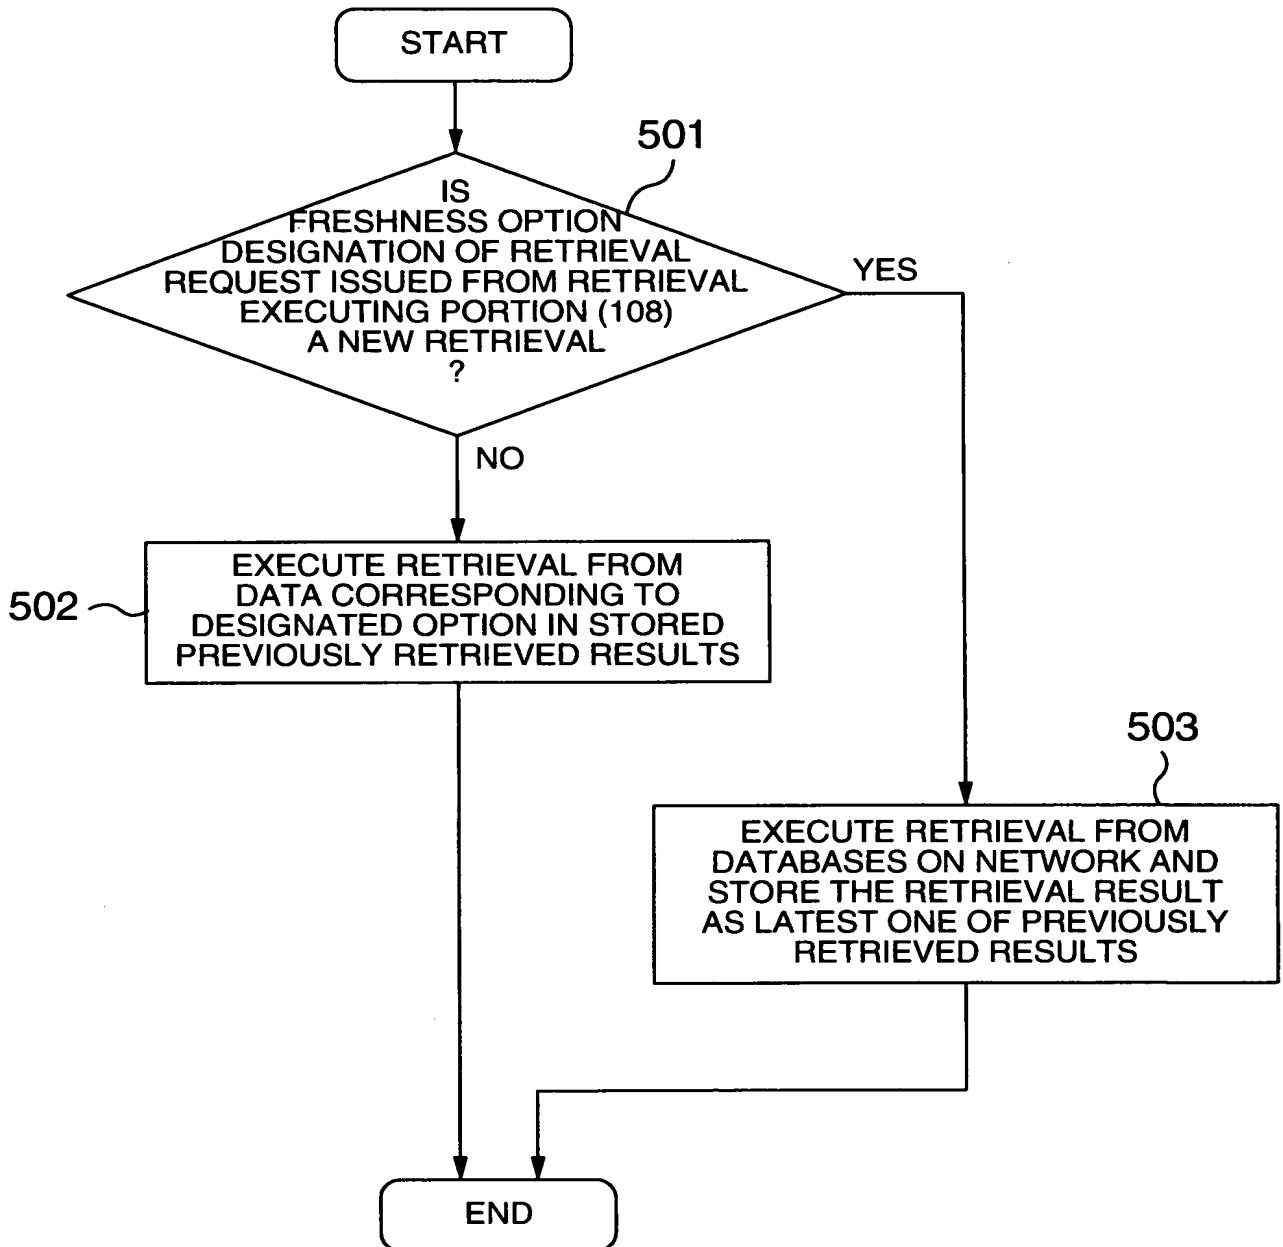 START
501
IS
FRESHNESS OPTION
DESIGNATION OF RETRIEVAL
REQUEST ISSUED FROM RETRIEVAL
EXECUTING PORTION (108)
A NEW RETRIEVAL
?
YES
NO
502
EXECUTE RETRIEVAL FROM
DATA CORRESPONDING TO
DESIGNATED OPTION IN STORED
PREVIOUSLY RETRIEVED RESULTS
503
EXECUTE RETRIEVAL FROM
DATABASES ON NETWORK AND
STORE THE RETRIEVAL RESULT
AS LATEST ONE OF PREVIOUSLY
RETRIEVED RESULTS
END